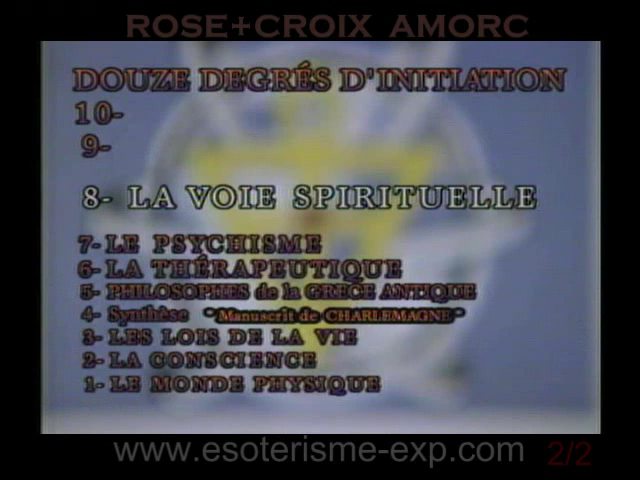 ROSE+CROIX AMORC
DOUZE DEGRÉS D'INITIATION
10-
9-
8- LA VOIE SPIRITUELLE
7- LE PSYCHISME
6- LA THÉRAPEUTIQUE
5- PHILOSOPHES de la GRECE ANTIQUE
4- Synthèse "Manuscrit de CHARLEMAGNE"
3- LES LOIS DE LA VIE
2- LA CONSCIENCE
1- LE MONDE PHYSIQUE
www.esoterisme-exp.com 2/2